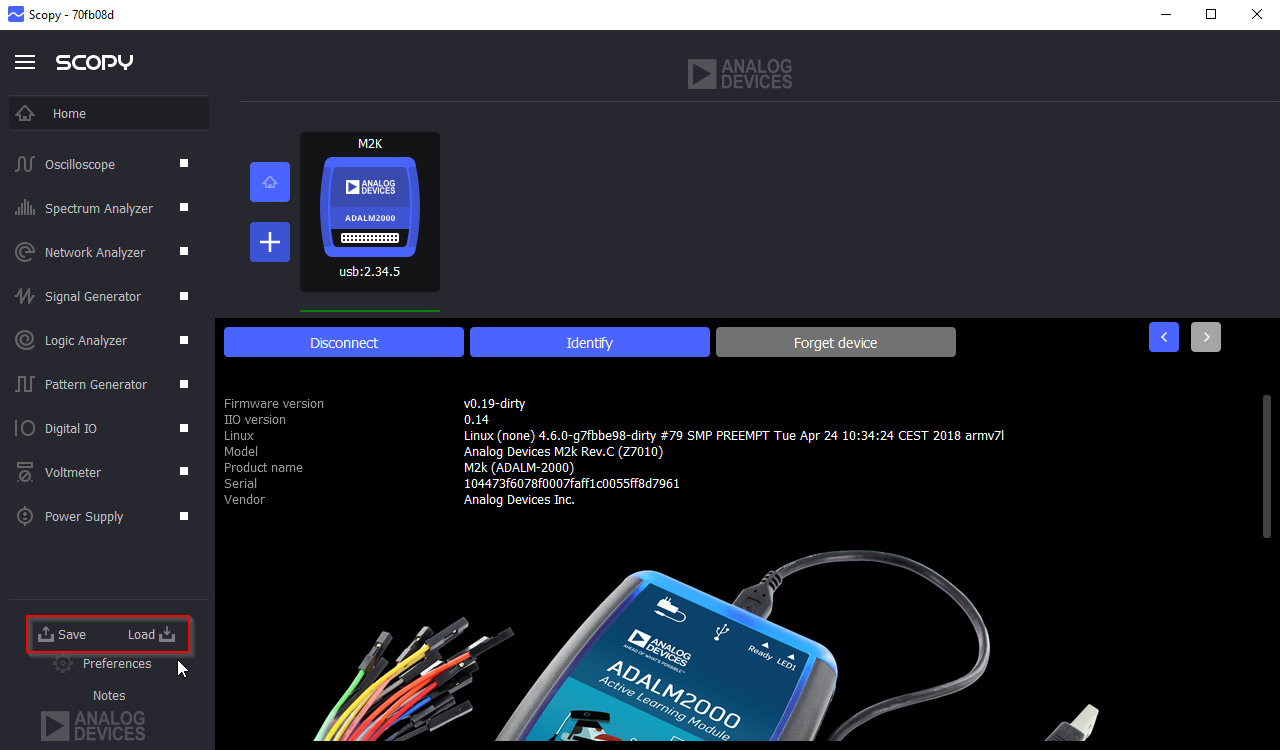 Scopy - 70fb08d
SCOPY
ANALOG
DEVICES
Home
Oscilloscope
Spectrum Analyzer
Network Analyzer
Signal Generator
Logic Analyzer
Pattern Generator
Digital IO
Voltmeter
Power Supply
Save Load
Preferences
Notes
ANALOG
DEVICES
M2K
ANALOG
DEVICES
ADALM2000
usb:2.34.5
Disconnect Identify Forget device
Firmware version v0.19-dirty
IIO version 0.14
Linux Linux (none) 4.6.0-g7fbbe98-dirty #79 SMP PREEMPT Tue Apr 24 10:34:24 CEST 2018 armv7l
Model Analog Devices M2k Rev.C (Z7010)
Product name M2k (ADALM-2000)
Serial 104473f6078f0007faff1c0055ff8d7961
Vendor Analog Devices Inc.
ANALOG
DEVICES
AHEAD OF WHAT'S POSSIBLE™
Ready LED1
ADALM2000
Active Learning Module